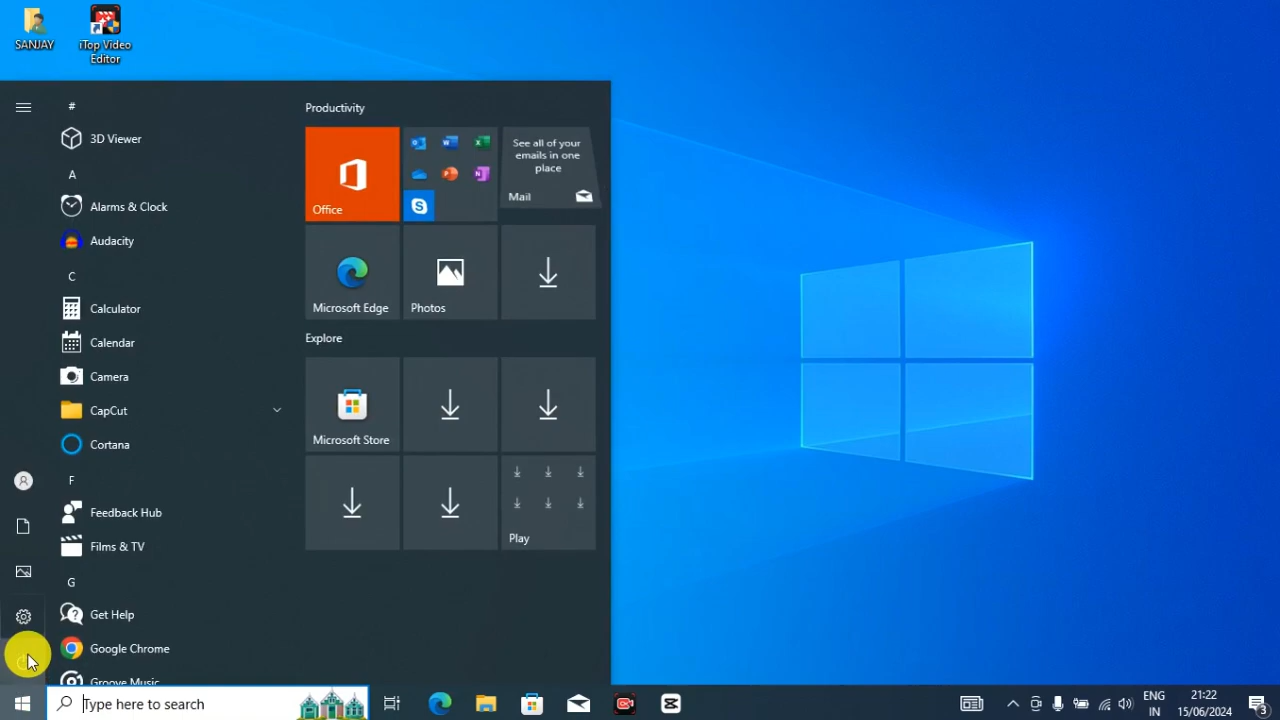 SANJAY
iTop Video
Editor
#
3D Viewer
A
Alarms & Clock
Audacity
C
Calculator
Calendar
Camera
CapCut
Cortana
F
Feedback Hub
Films & TV
G
Get Help
Google Chrome
Groove Music
Productivity
Office
See all of your
emails in one
place
Mail
Microsoft Edge
Photos
Explore
Microsoft Store
Play
Type here to search
ENG
IN
21:22
15/06/2024
3